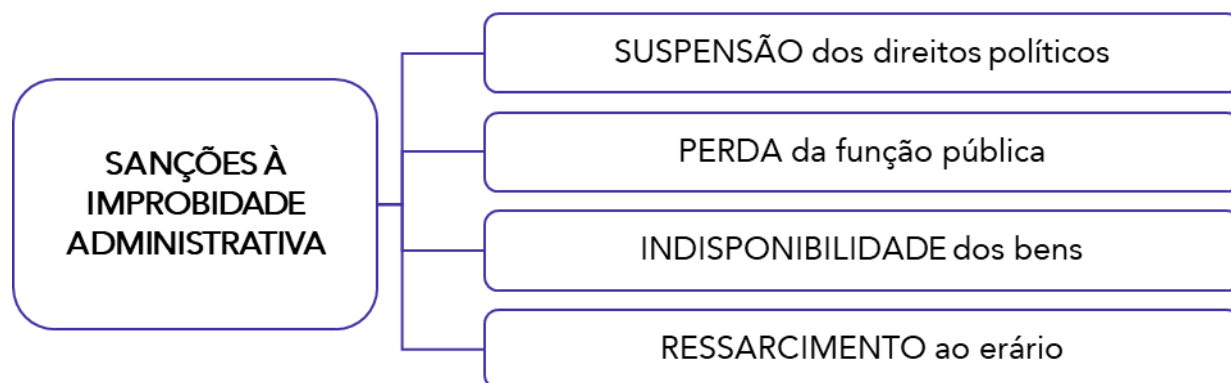 SANÇÕES À
IMPROBIDADE
ADMINISTRATIVA
SUSPENSÃO dos direitos políticos
PERDA da função pública
INDISPONIBILIDADE dos bens
RESSARCIMENTO ao erário